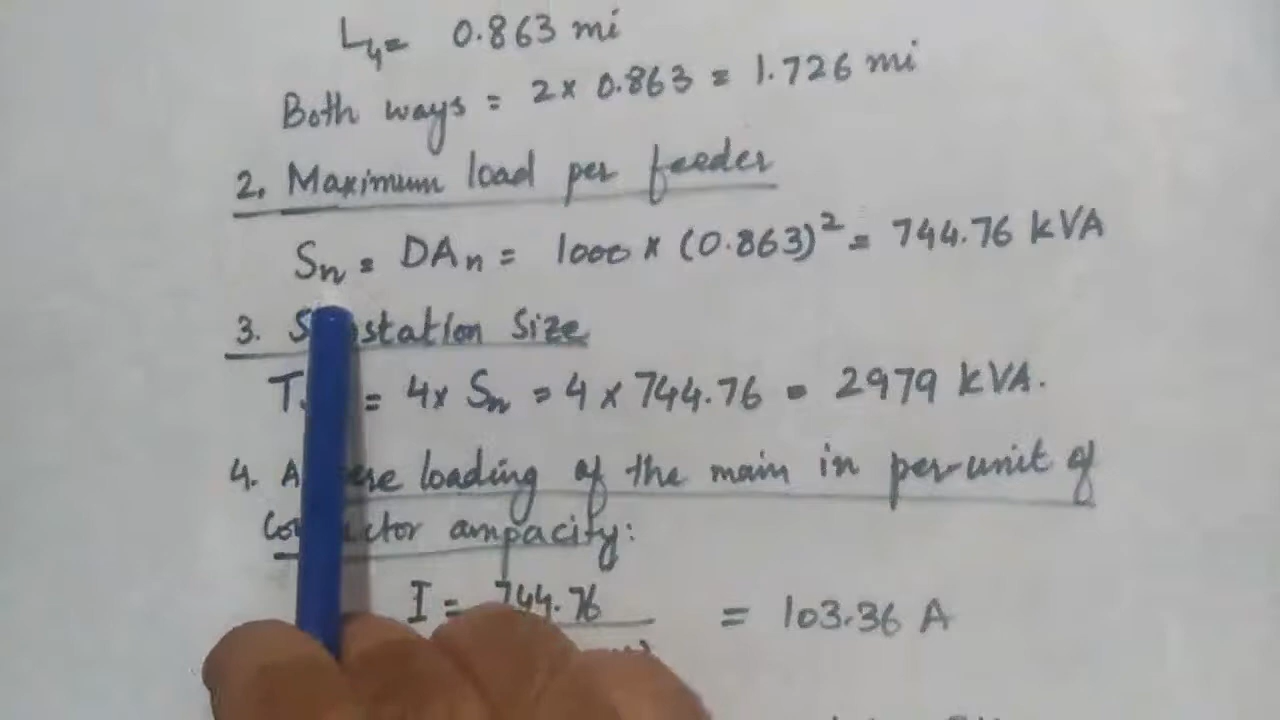 L₄ = 0.863 mi
Both ways = 2 x 0.863 = 1.726 mi
2. Maximum load per feeder
Sₙ = DAₙ = 1000 x (0.863)² = 744.76 kVA
3. Size
= 4x Sₙ = 4 x 744.76 = 2979 kVA.
4. loading of the main in per-unit of
ampacity:
I = 744.76 = 103.36 A